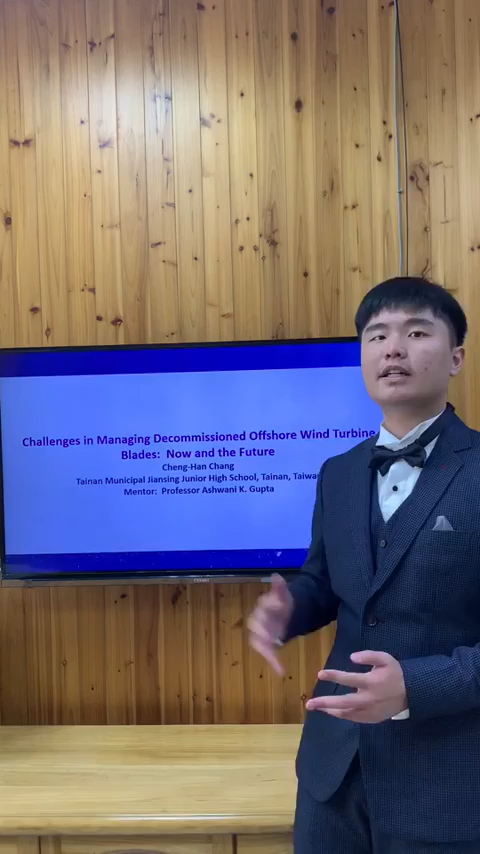 Challenges in Managing Decommissioned Offshore Wind Turbine
Blades: Now and the Future
Cheng-Han Chang
Tainan Municipal Jiansing Junior High School, Tainan, Taiwan
Mentor: Professor Ashwani K. Gupta